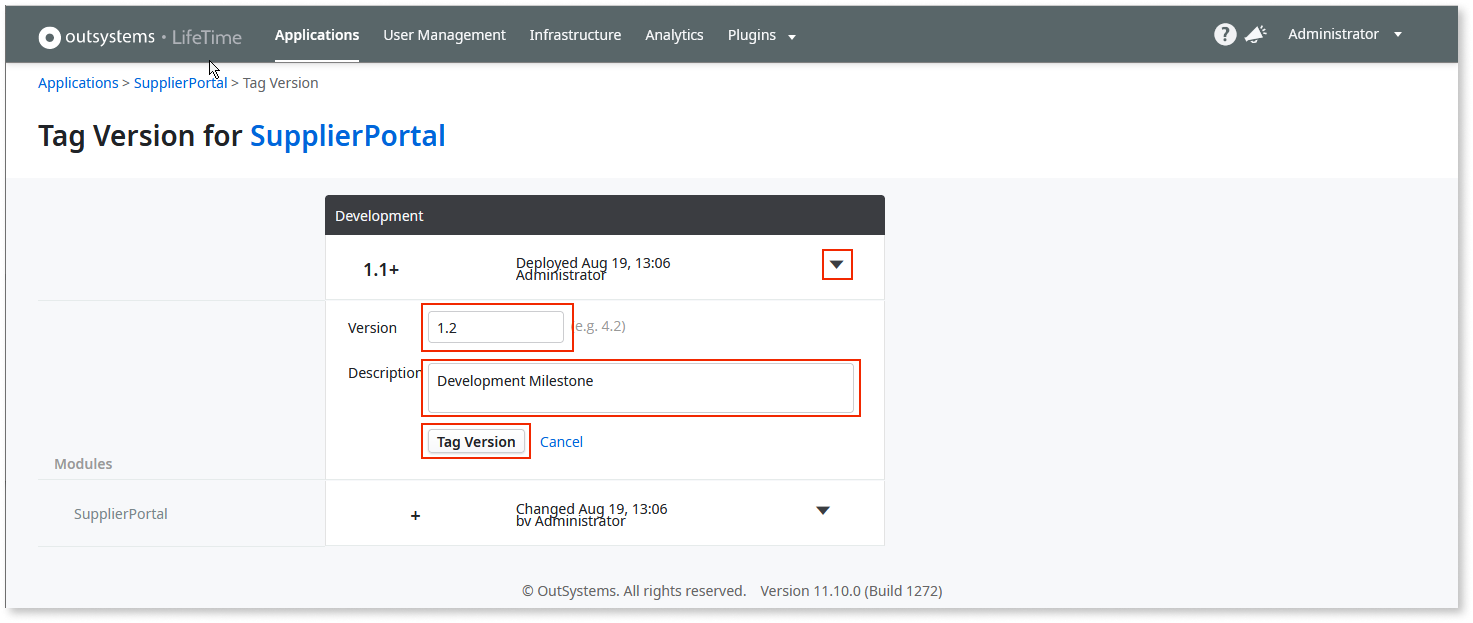 outsystems • LifeTime Applications User Management Infrastructure Analytics Plugins ? Administrator
Applications > SupplierPortal > Tag Version
Tag Version for SupplierPortal
Development
1.1+ Deployed Aug 19, 13:06
Administrator
Version 1.2 (e.g. 4.2)
Description Development Milestone
Tag Version Cancel
Modules
SupplierPortal + Changed Aug 19, 13:06
by Administrator
© OutSystems. All rights reserved. Version 11.10.0 (Build 1272)